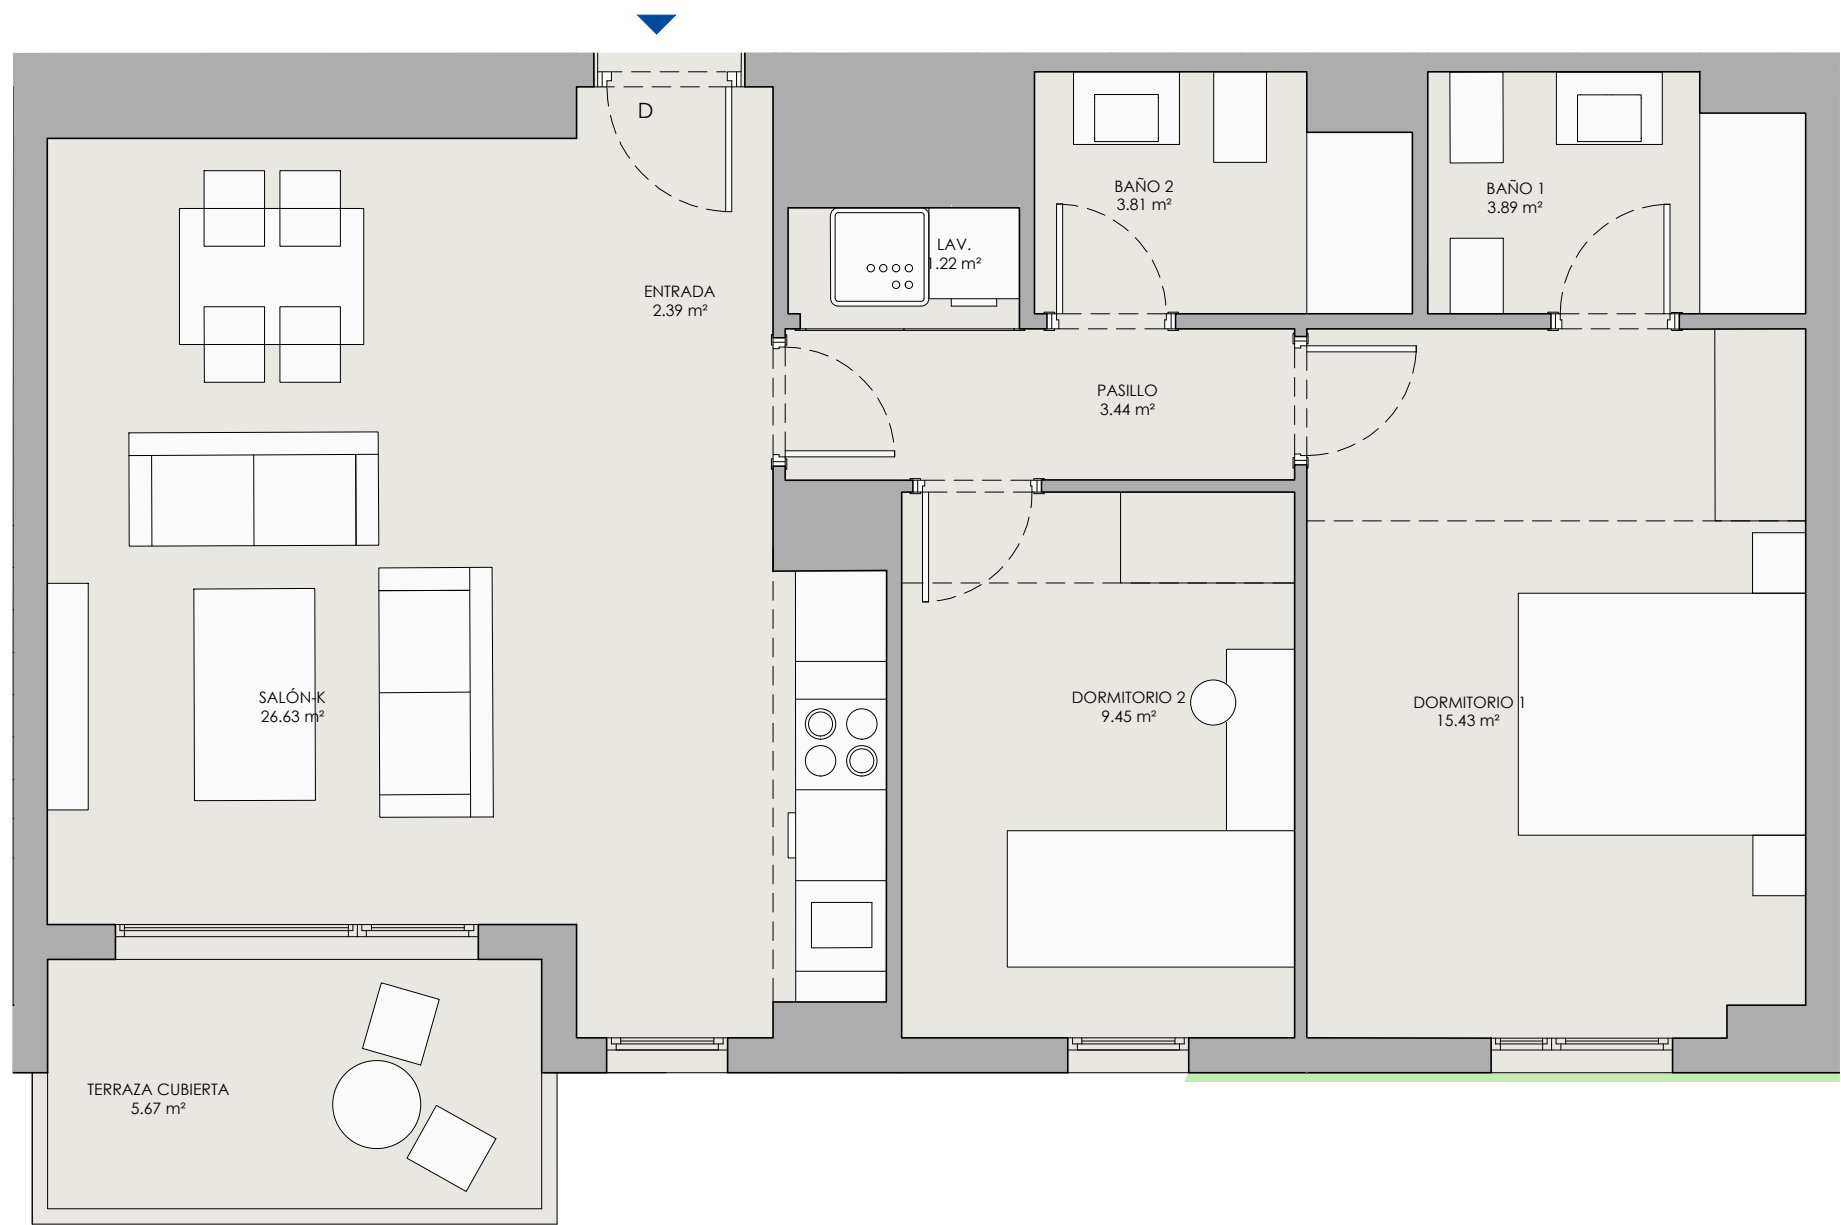 D
BAÑO 2
3.81 m²
BAÑO 1
3.89 m²
LAV.
1.22 m²
ENTRADA
2.39 m²
PASILLO
3.44 m²
SALÓN-K
26.63 m²
DORMITORIO 2
9.45 m²
DORMITORIO 1
15.43 m²
TERRAZA CUBIERTA
5.67 m²